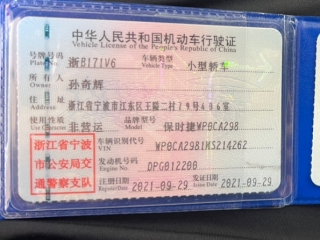 中华人民共和国机动车行驶证
Vehicle License of the People's Republic of China
号牌号码 浙B171V6 车辆类型 小型轿车
Plate No. Vehicle Type
所有人 孙奇辉
Owner
住址 浙江省宁波市江东区王隘二村79号406室
Address
使用性质 非营运 品牌型号 保时捷WP0CA298
Use Character Model
浙江省宁波 车辆识别代号 WP0CA2981MS214262
VIN
市公安局交 发动机号码 DPG012200
Engine No.
通警察支队 注册日期 2021-09-29 发证日期 2021-09-29
Register Date Issue Date